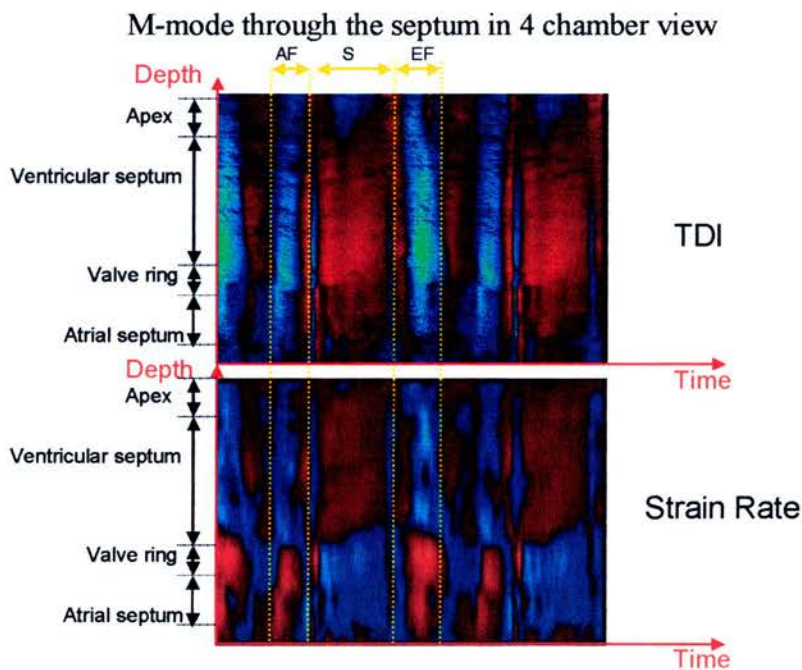 M-mode through the septum in 4 chamber view
AF S EF
Depth
Apex
Ventricular septum
TDI
Valve ring
Atrial septum
Depth
Time
Apex
Ventricular septum
Strain Rate
Valve ring
Atrial septum
Time